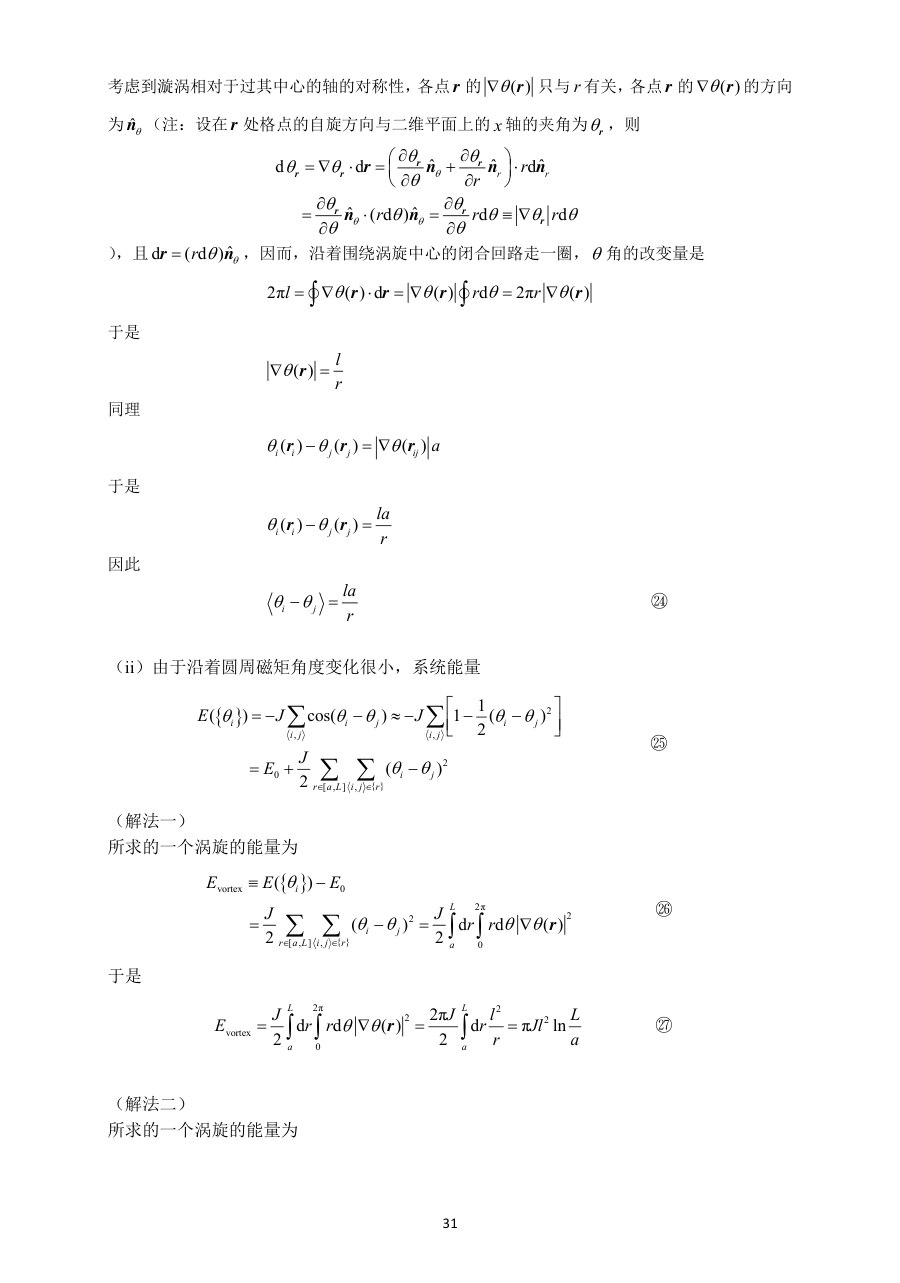 考虑到漩涡相对于过其中心的轴的对称性，各点 r 的 |∇θ(r)| 只与 r 有关，各点 r 的 ∇θ(r) 的方向
为 n̂_θ （注：设在 r 处格点的自旋方向与二维平面上的 x 轴的夹角为 θ_r ，则
dθ_r = ∇θ_r · dr = (∂θ_r/∂θ n̂_θ + ∂θ_r/∂r n̂_r) · rdn̂_r
= ∂θ_r/∂θ n̂_θ · (rdθ)n̂_θ = ∂θ_r/∂θ rdθ ≡ |∇θ_r| rdθ
），且 dr = (rdθ)n̂_θ ，因而，沿着围绕涡旋中心的闭合回路走一圈， θ 角的改变量是
2πl = ∮∇θ(r) · dr = |∇θ(r)| ∮rdθ = 2πr |∇θ(r)|
于是
|∇θ(r)| = l/r
同理
θ_i(r_i) − θ_j(r_j) = |∇θ(r_ij)| a
于是
θ_i(r_i) − θ_j(r_j) = la/r
因此
⟨θ_i − θ_j⟩ = la/r ㉔
（ii）由于沿着圆周磁矩角度变化很小，系统能量
E({θ_i}) = −J ∑_{⟨i,j⟩} cos(θ_i − θ_j) ≈ −J ∑_{⟨i,j⟩} [1 − 1/2 (θ_i − θ_j)²]
= E_0 + J/2 ∑_{r∈[a,L]} ∑_{⟨i,j⟩∈{r}} (θ_i − θ_j)² ㉕
（解法一）
所求的一个涡旋的能量为
E_vortex ≡ E({θ_i}) − E_0
= J/2 ∑_{r∈[a,L]} ∑_{⟨i,j⟩∈{r}} (θ_i − θ_j)² = J/2 ∫_a^L dr ∫_0^{2π} rdθ |∇θ(r)|² ㉖
于是
E_vortex = J/2 ∫_a^L dr ∫_0^{2π} rdθ |∇θ(r)|² = 2πJ/2 ∫_a^L dr l²/r = πJl² ln L/a ㉗
（解法二）
所求的一个涡旋的能量为
31